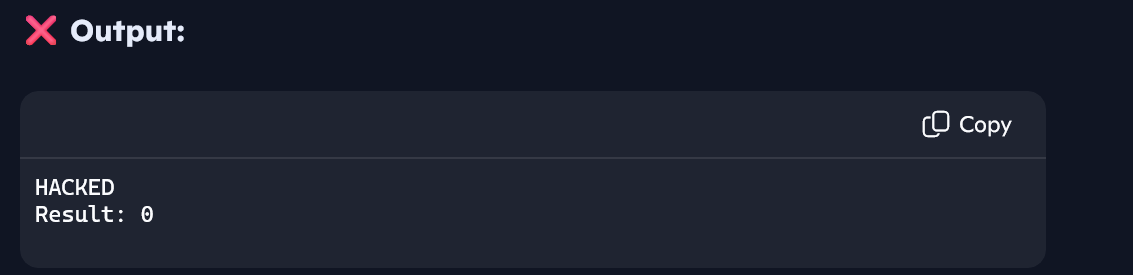 ❌ Output:
Copy
HACKED
Result: 0